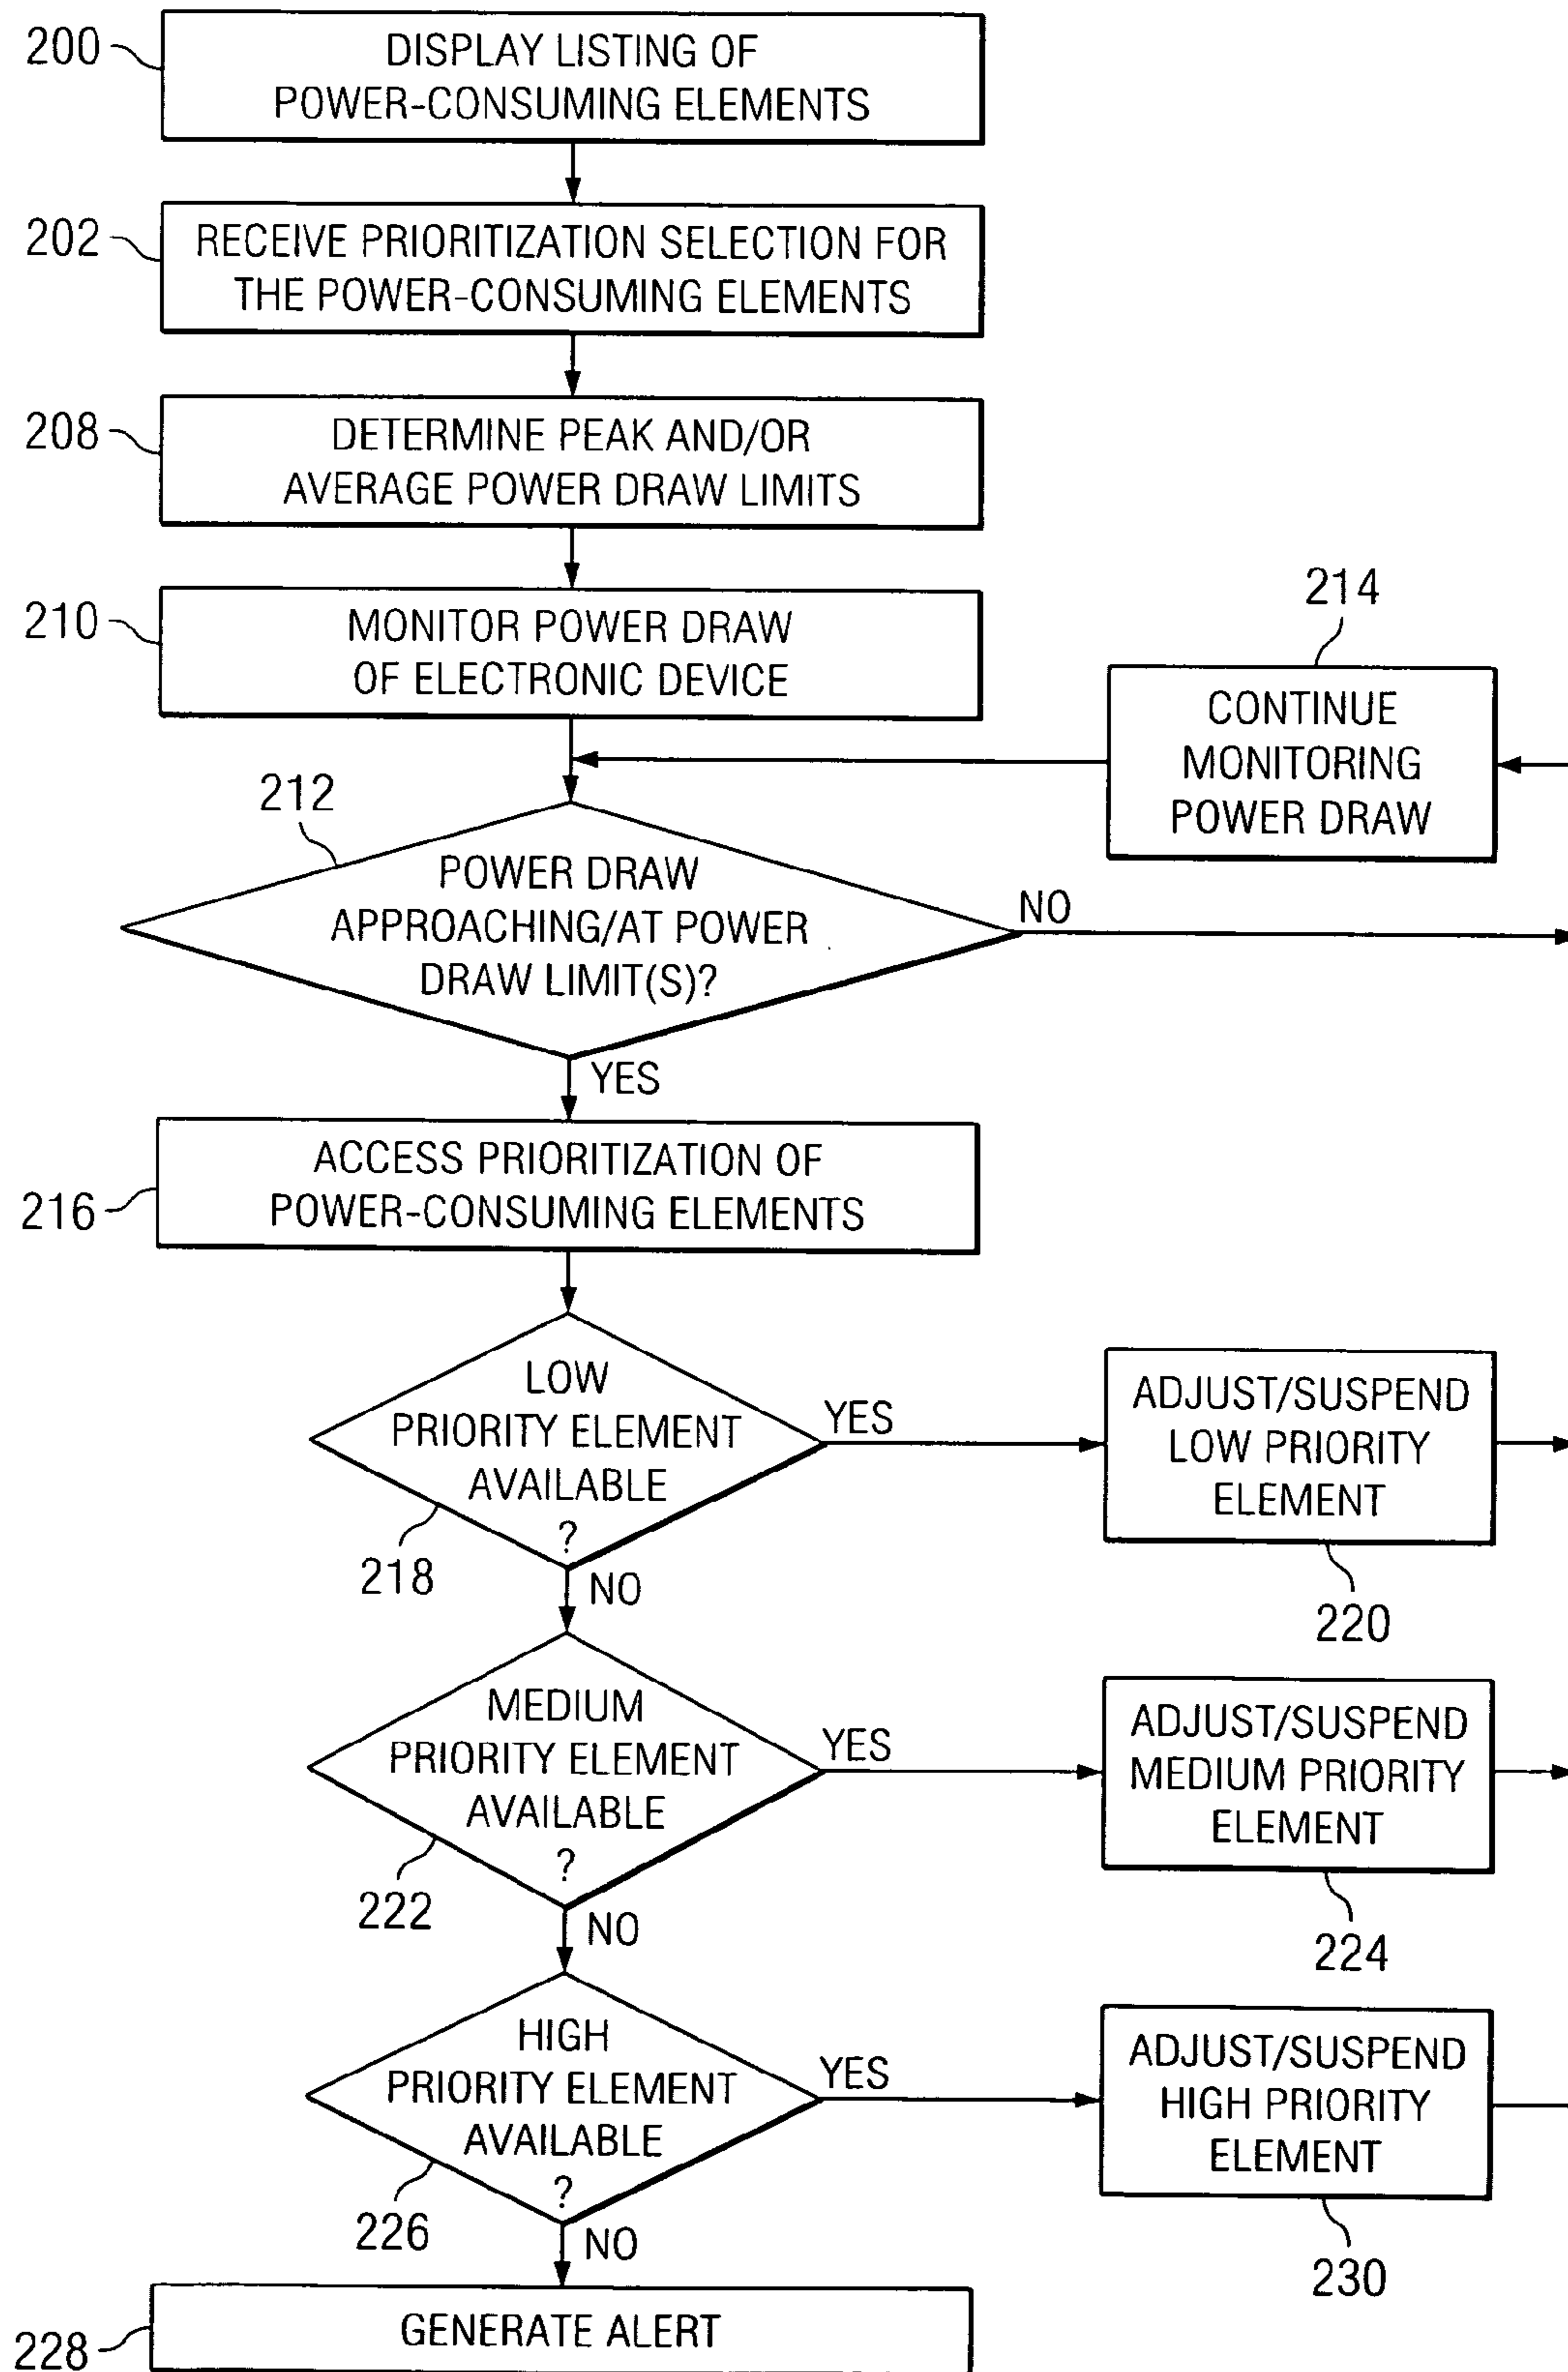 200
DISPLAY LISTING OF
POWER-CONSUMING ELEMENTS
202
RECEIVE PRIORITIZATION SELECTION FOR
THE POWER-CONSUMING ELEMENTS
208
DETERMINE PEAK AND/OR
AVERAGE POWER DRAW LIMITS
210
MONITOR POWER DRAW
OF ELECTRONIC DEVICE
214
CONTINUE
MONITORING
POWER DRAW
212
POWER DRAW
APPROACHING/AT POWER
DRAW LIMIT(S)?
NO
YES
216
ACCESS PRIORITIZATION OF
POWER-CONSUMING ELEMENTS
LOW
PRIORITY ELEMENT
AVAILABLE
?
218
YES
NO
ADJUST/SUSPEND
LOW PRIORITY
ELEMENT
220
MEDIUM
PRIORITY ELEMENT
AVAILABLE
?
222
YES
NO
ADJUST/SUSPEND
MEDIUM PRIORITY
ELEMENT
224
HIGH
PRIORITY ELEMENT
AVAILABLE
?
226
YES
NO
ADJUST/SUSPEND
HIGH PRIORITY
ELEMENT
230
228
GENERATE ALERT